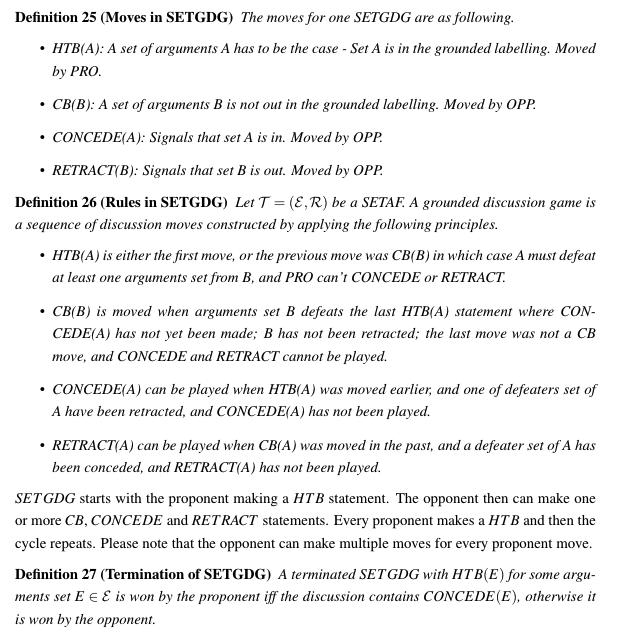 Definition 25 (Moves in SETGDG) The moves for one SETGDG are as following.
• HTB(A): A set of arguments A has to be the case - Set A is in the grounded labelling. Moved
by PRO.
• CB(B): A set of arguments B is not out in the grounded labelling. Moved by OPP.
• CONCEDE(A): Signals that set A is in. Moved by OPP.
• RETRACT(B): Signals that set B is out. Moved by OPP.
Definition 26 (Rules in SETGDG) Let 𝒯 = (ℰ, ℛ) be a SETAF. A grounded discussion game is
a sequence of discussion moves constructed by applying the following principles.
• HTB(A) is either the first move, or the previous move was CB(B) in which case A must defeat
at least one arguments set from B, and PRO can't CONCEDE or RETRACT.
• CB(B) is moved when arguments set B defeats the last HTB(A) statement where CON-
CEDE(A) has not yet been made; B has not been retracted; the last move was not a CB
move, and CONCEDE and RETRACT cannot be played.
• CONCEDE(A) can be played when HTB(A) was moved earlier, and one of defeaters set of
A have been retracted, and CONCEDE(A) has not been played.
• RETRACT(A) can be played when CB(A) was moved in the past, and a defeater set of A has
been conceded, and RETRACT(A) has not been played.
SETGDG starts with the proponent making a HTB statement. The opponent then can make one
or more CB, CONCEDE and RETRACT statements. Every proponent makes a HTB and then the
cycle repeats. Please note that the opponent can make multiple moves for every proponent move.
Definition 27 (Termination of SETGDG) A terminated SETGDG with HTB(E) for some argu-
ments set E ∈ ℰ is won by the proponent iff the discussion contains CONCEDE(E), otherwise it
is won by the opponent.